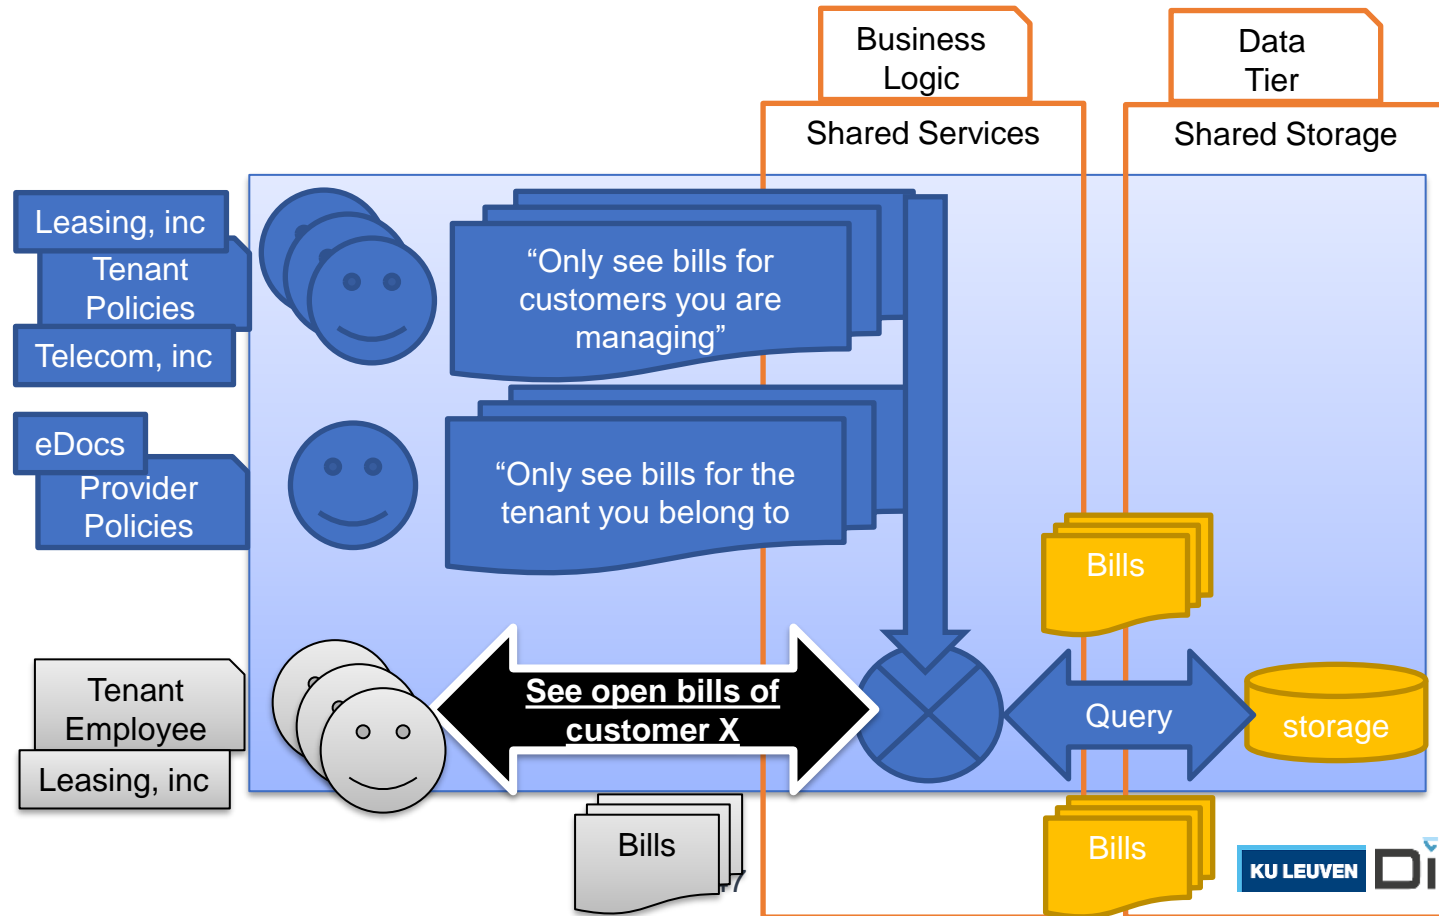 Business
Logic
Data
Tier
Shared Services
Shared Storage
Leasing, inc
Tenant
Policies
Telecom, inc
“Only see bills for
customers you are
managing”
eDocs
Provider
Policies
“Only see bills for the
tenant you belong to
Bills
Tenant
Employee
Leasing, inc
See open bills of
customer X
Query
storage
Bills
Bills
KU LEUVEN